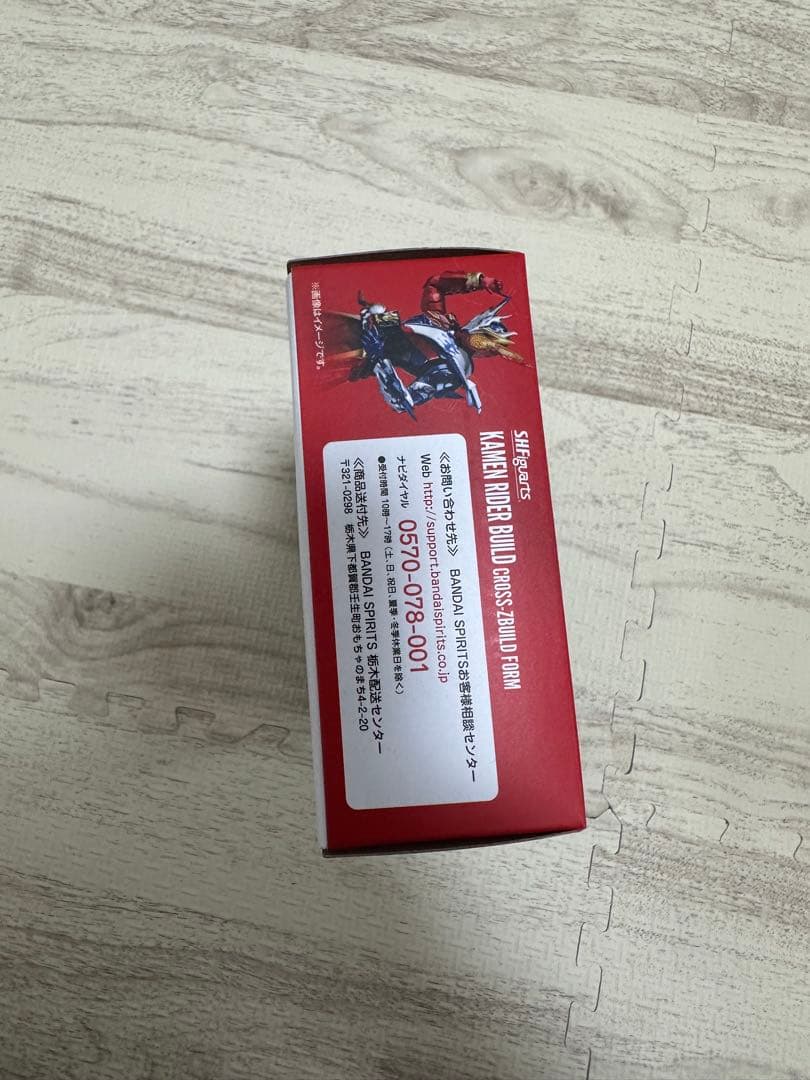 S.H.Figuarts
KAMEN RIDER BUILD CROSS-ZBUILD FORM
≪お問い合わせ先≫ BANDAI SPIRITSお客様相談センター
Web http://support.bandaispirits.co.jp
ナビダイヤル 0570-078-001
●受付時間 10時～17時（土、日、祝日、夏季・冬季休業日を除く）
≪商品送付先≫ BANDAI SPIRITS 栃木配送センター
〒321-0298 栃木県下都賀郡壬生町おもちゃのまち4-2-20
※画像はイメージです。